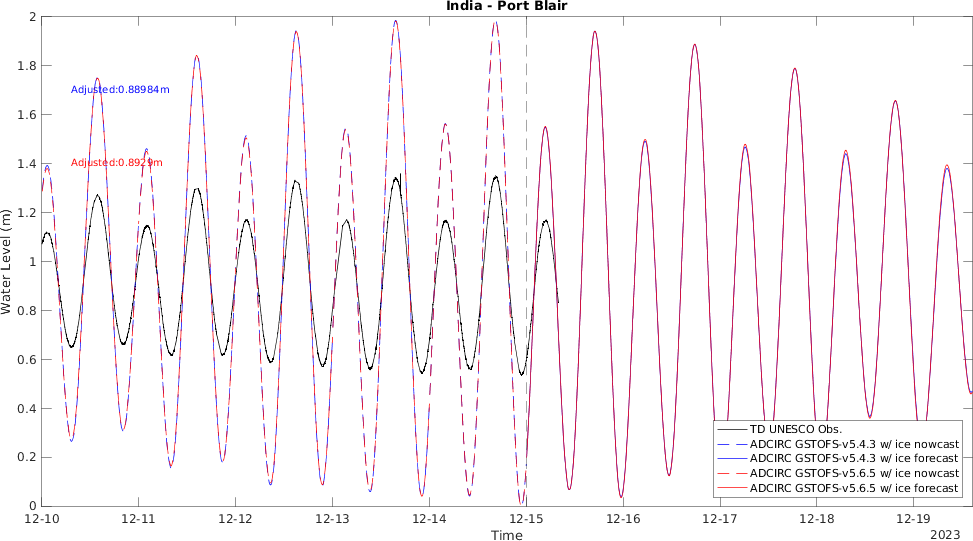 India - Port Blair
2
1.8
1.6
1.4
1.2
1
0.8
0.6
0.4
0.2
0
Water Level (m)
Adjusted:0.88984m
Adjusted:0.8929m
TD UNESCO Obs.
ADCIRC GSTOFS-v5.4.3 w/ ice nowcast
ADCIRC GSTOFS-v5.4.3 w/ ice forecast
ADCIRC GSTOFS-v5.6.5 w/ ice nowcast
ADCIRC GSTOFS-v5.6.5 w/ ice forecast
12-10 12-11 12-12 12-13 12-14 12-15 12-16 12-17 12-18 12-19
Time
2023